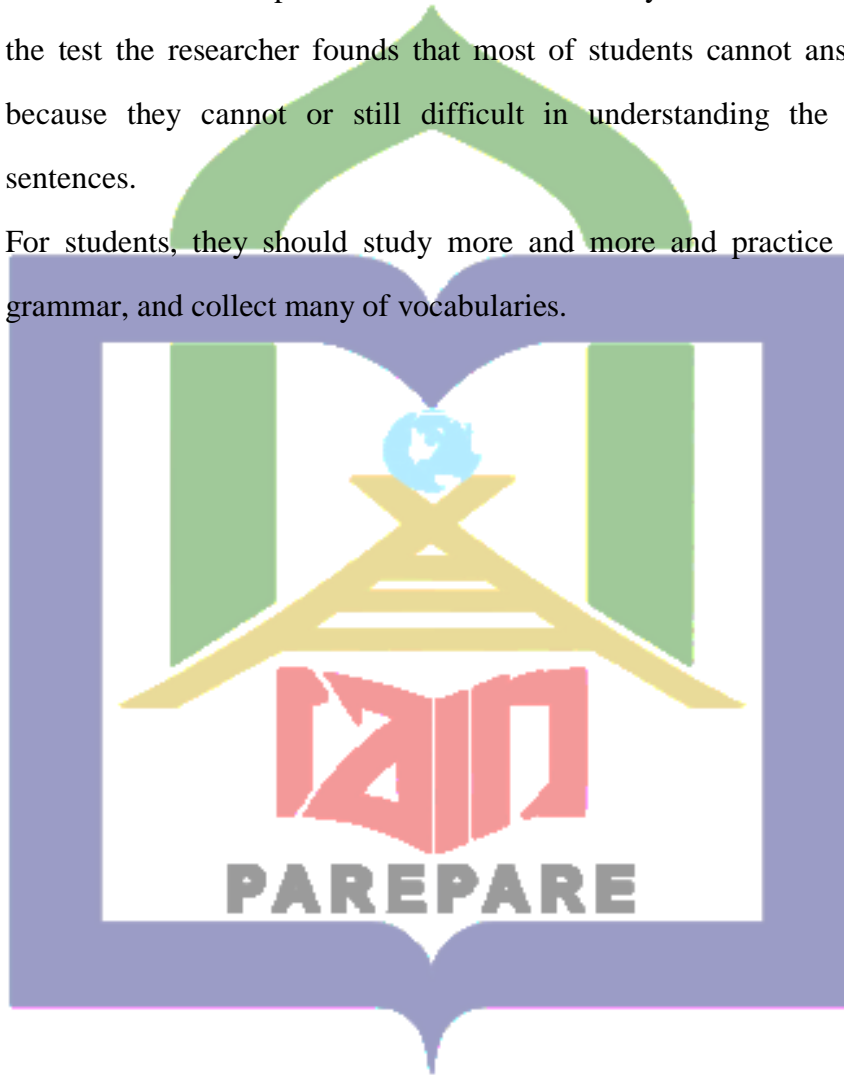 the test the researcher founds that most of students cannot
because they cannot or still difficult in understanding the
sentences.
For students, they should study more and more and practice
grammar, and collect many of vocabularies.
iain
PAREPARE